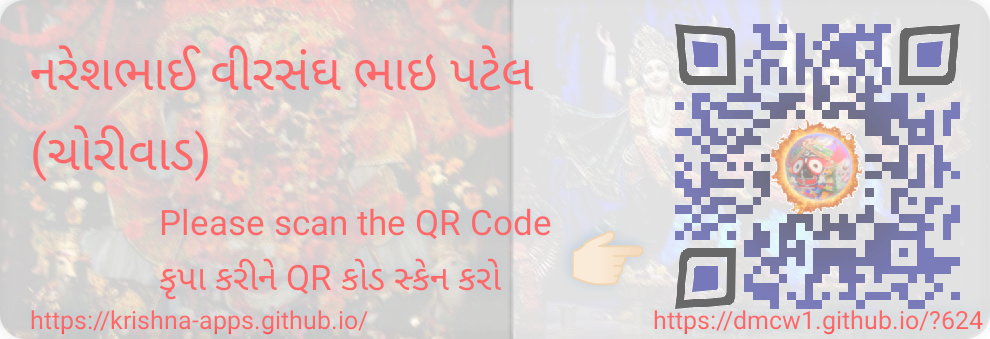 નરેશભાઈ વીરસંઘ ભાઇ પટેલ
(ચોરીવાડ)
Please scan the QR Code
કૃપા કરીને QR કોડ સ્કેન કરો
https://krishna-apps.github.io/
https://dmcw1.github.io/?624